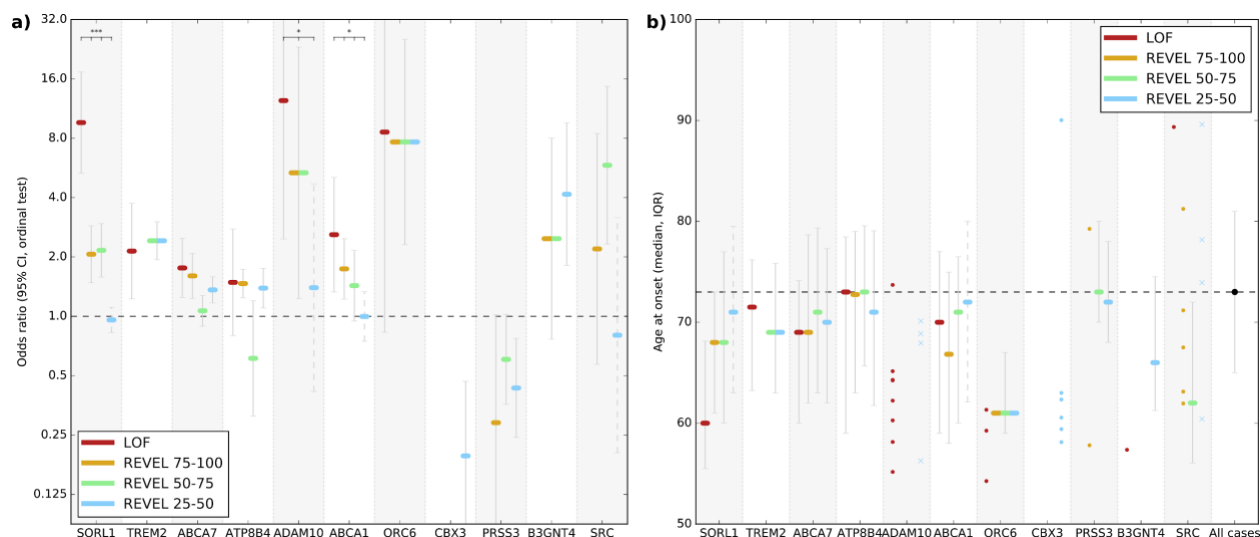 a)
Odds ratio (95% CI, ordinal test)
32.0
16.0
8.0
4.0
2.0
1.0
0.5
0.25
0.125
***
*
*
LOF
REVEL 75-100
REVEL 50-75
REVEL 25-50
SORL1 TREM2 ABCA7 ATP8B4 ADAM10 ABCA1 ORC6 CBX3 PRSS3 B3GNT4 SRC
b)
Age at onset (median, IQR)
100
90
80
70
60
50
LOF
REVEL 75-100
REVEL 50-75
REVEL 25-50
SORL1 TREM2 ABCA7 ATP8B4 ADAM10 ABCA1 ORC6 CBX3 PRSS3 B3GNT4 SRC All cases